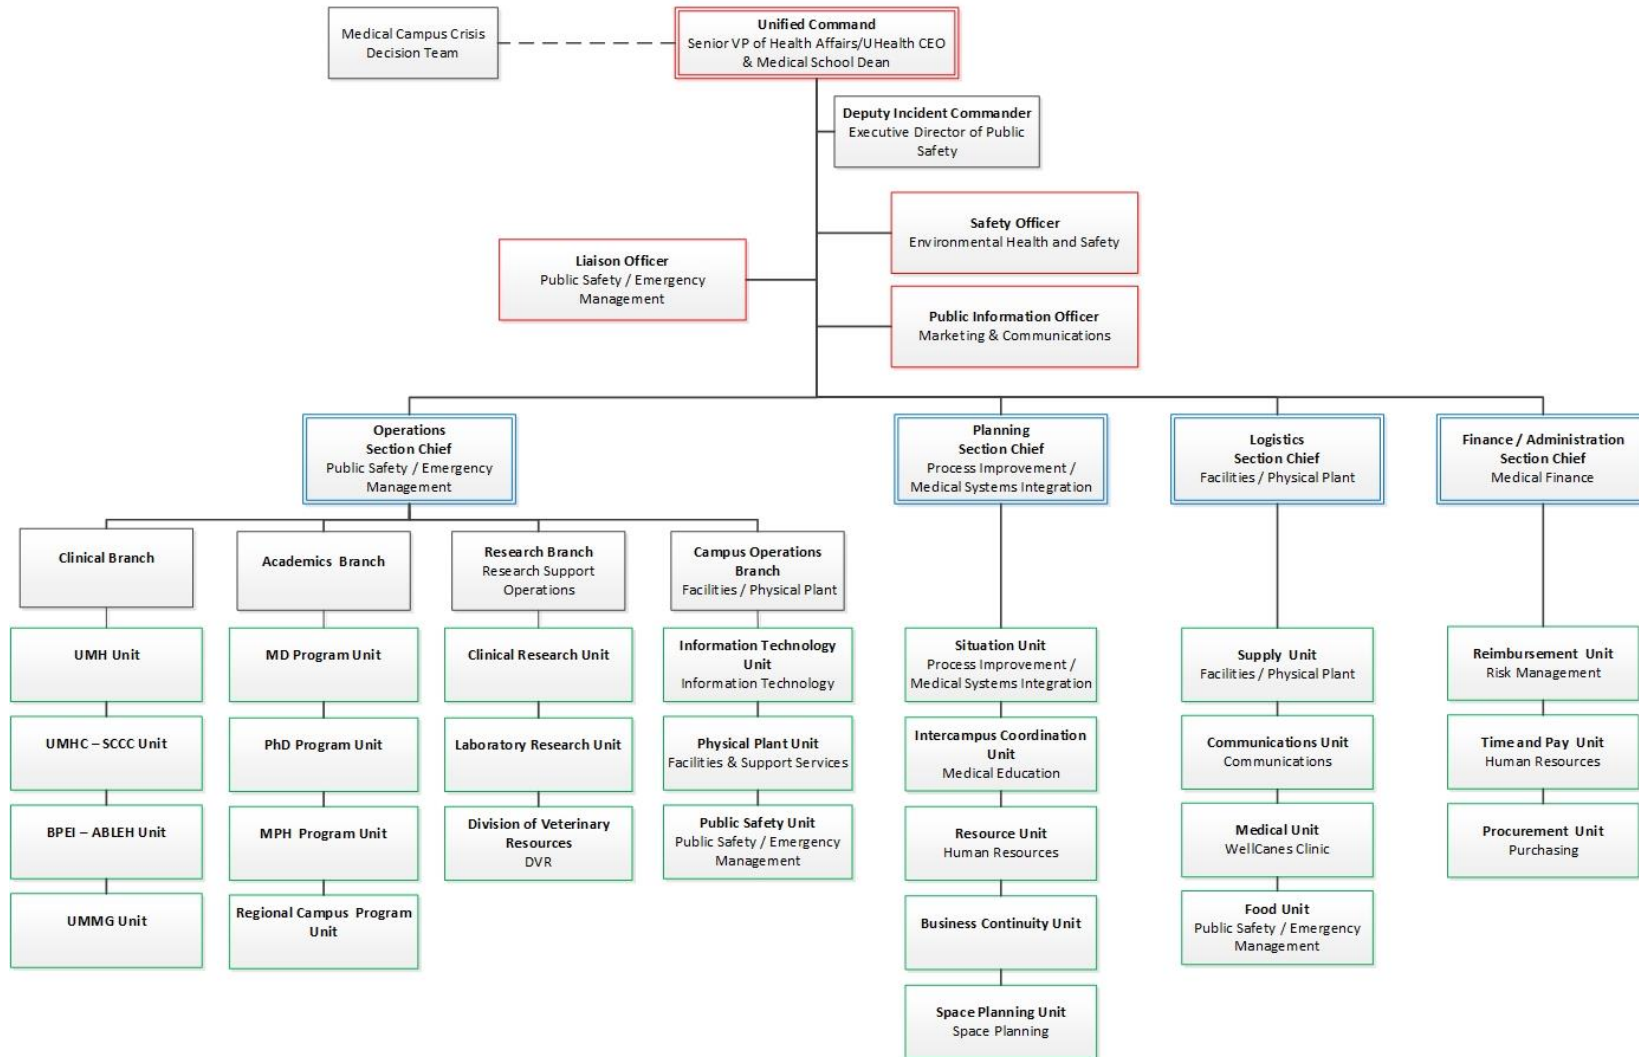 Medical Campus Crisis
Decision Team
Unified Command
Senior VP of Health Affairs/UHealth CEO
& Medical School Dean
Deputy Incident Commander
Executive Director of Public
Safety
Safety Officer
Environmental Health and Safety
Liaison Officer
Public Safety / Emergency
Management
Public Information Officer
Marketing & Communications
Operations
Section Chief
Public Safety / Emergency
Management
Planning
Section Chief
Process Improvement /
Medical Systems Integration
Logistics
Section Chief
Facilities / Physical Plant
Finance / Administration
Section Chief
Medical Finance
Clinical Branch
Academics Branch
Research Branch
Research Support
Operations
Campus Operations
Branch
Facilities / Physical Plant
UMH Unit
MD Program Unit
Clinical Research Unit
Information Technology
Unit
Information Technology
Situation Unit
Process Improvement /
Medical Systems Integration
Supply Unit
Facilities / Physical Plant
Reimbursement Unit
Risk Management
UMHC – SCCC Unit
PhD Program Unit
Laboratory Research Unit
Physical Plant Unit
Facilities & Support Services
Intercampus Coordination
Unit
Medical Education
Communications Unit
Communications
Time and Pay Unit
Human Resources
BPEI – ABLEH Unit
MPH Program Unit
Division of Veterinary
Resources
DVR
Public Safety Unit
Public Safety / Emergency
Management
Resource Unit
Human Resources
Medical Unit
WellCanes Clinic
Procurement Unit
Purchasing
UMMG Unit
Regional Campus Program
Unit
Business Continuity Unit
Food Unit
Public Safety / Emergency
Management
Space Planning Unit
Space Planning